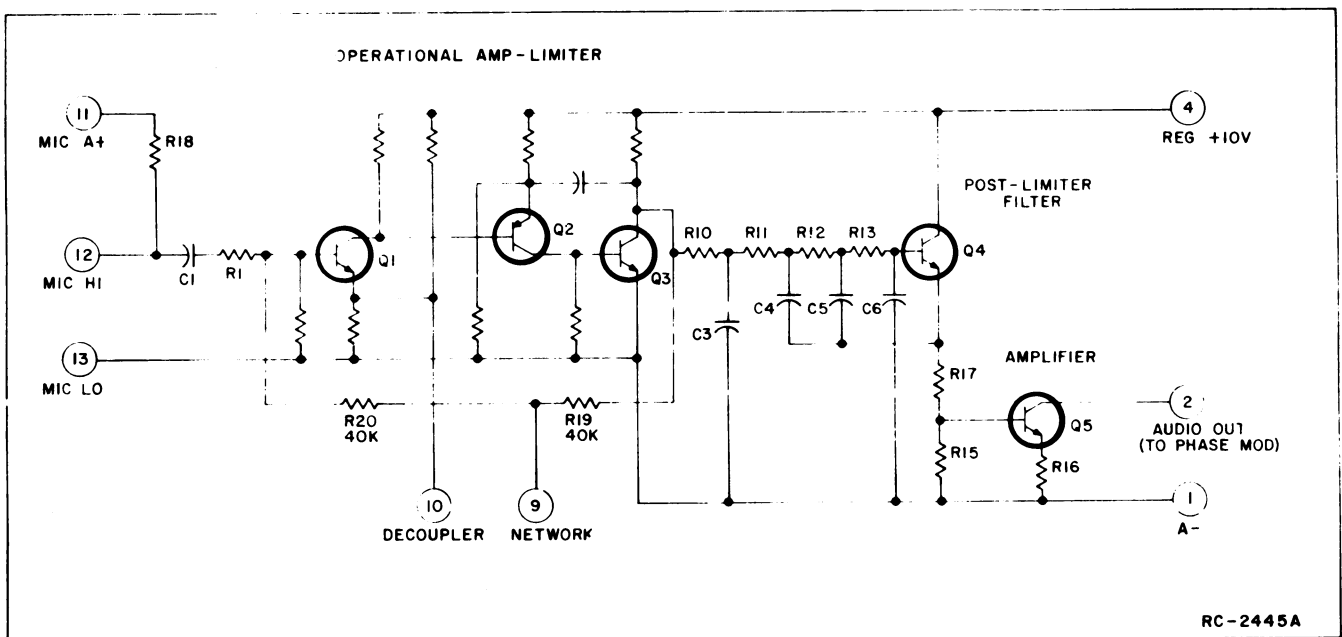 OPERATIONAL AMP-LIMITER
11
MIC A+
R18
4
REG +10V
POST-LIMITER
FILTER
12
MIC HI
C1
R1
Q1
Q2
Q3
R10
R11
R12
R13
Q4
C3
C4
C5
C6
13
MIC LO
AMPLIFIER
R20
40K
R19
40K
R17
Q5
2
AUDIO OUT
(TO PHASE MOD)
R15
R16
10
DECOUPLER
9
NETWORK
1
A-
RC-2445A